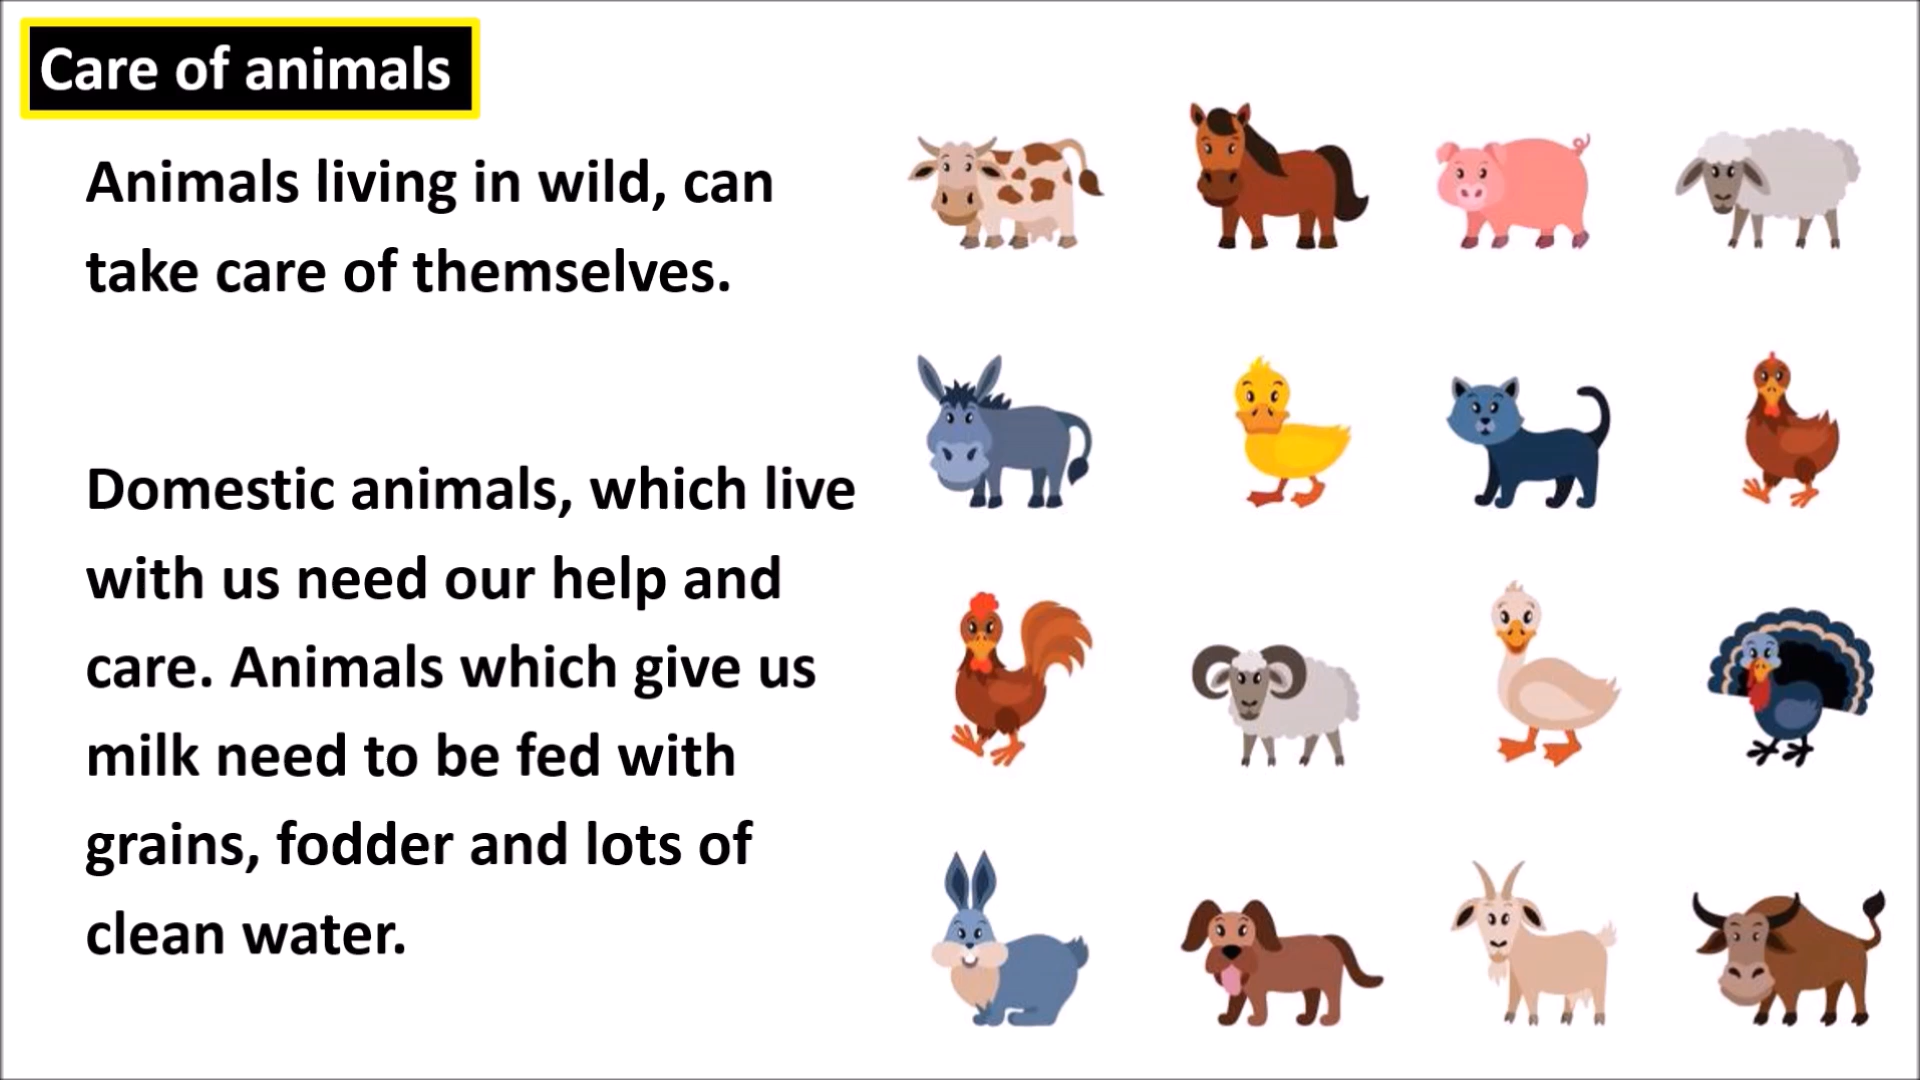 Care of animals
Animals living in wild, can
take care of themselves.
Domestic animals, which live
with us need our help and
care. Animals which give us
milk need to be fed with
grains, fodder and lots of
clean water.